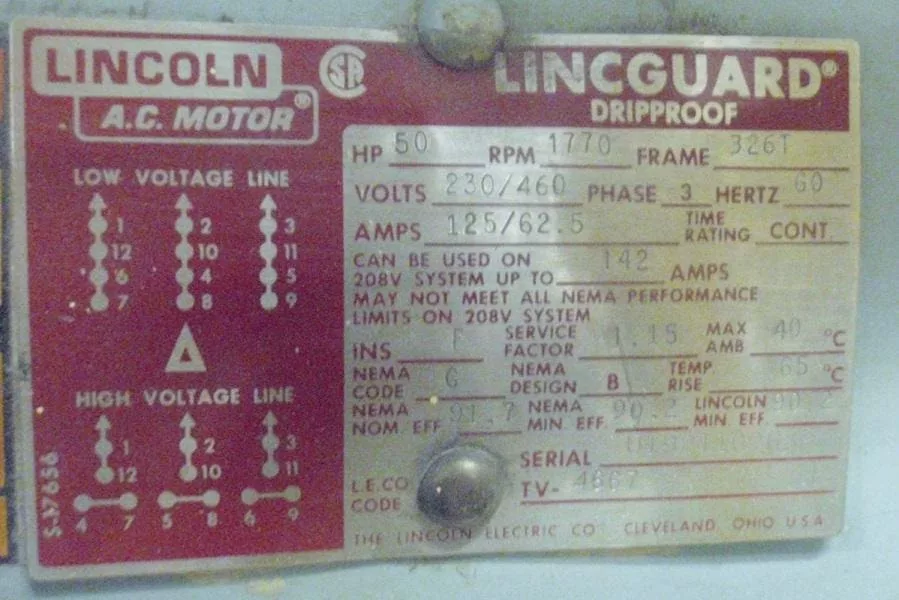 LINCOLN
A.C. MOTOR®
SA
LINCGUARD®
DRIPPROOF
LOW VOLTAGE LINE
1 2 3
12 10 11
6 4 5
7 8 9
HIGH VOLTAGE LINE
1 2 3
12 10 11
4 7 5 8 6 9
S-17656
HP 50 RPM 1770 FRAME 326T
VOLTS 230/460 PHASE 3 HERTZ 60
AMPS 125/62.5 TIME RATING CONT.
CAN BE USED ON
208V SYSTEM UP TO 142 AMPS
MAY NOT MEET ALL NEMA PERFORMANCE
LIMITS ON 208V SYSTEM
INS F SERVICE FACTOR 1.15 MAX AMB 40 °C
NEMA CODE G NEMA DESIGN B TEMP. RISE 65 °C
NEMA NOM. EFF. 91.7 NEMA MIN. EFF. 90.2 LINCOLN MIN. EFF. 90.2
SERIAL
L.E.CO. CODE TV- 4667
THE LINCOLN ELECTRIC CO. CLEVELAND, OHIO U.S.A.